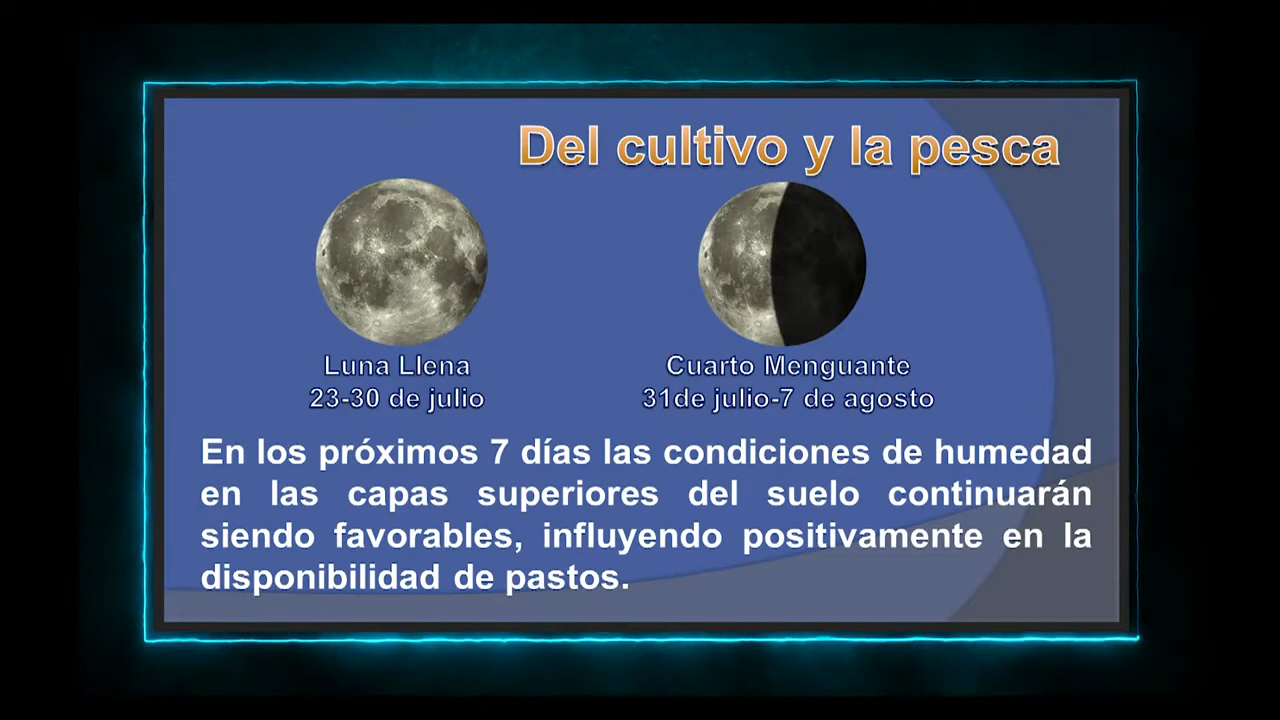 Del cultivo y la pesca
Luna Llena
23-30 de julio
Cuarto Menguante
31de julio-7 de agosto
En los próximos 7 días las condiciones de humedad
en las capas superiores del suelo continuarán
siendo favorables, influyendo positivamente en la
disponibilidad de pastos.